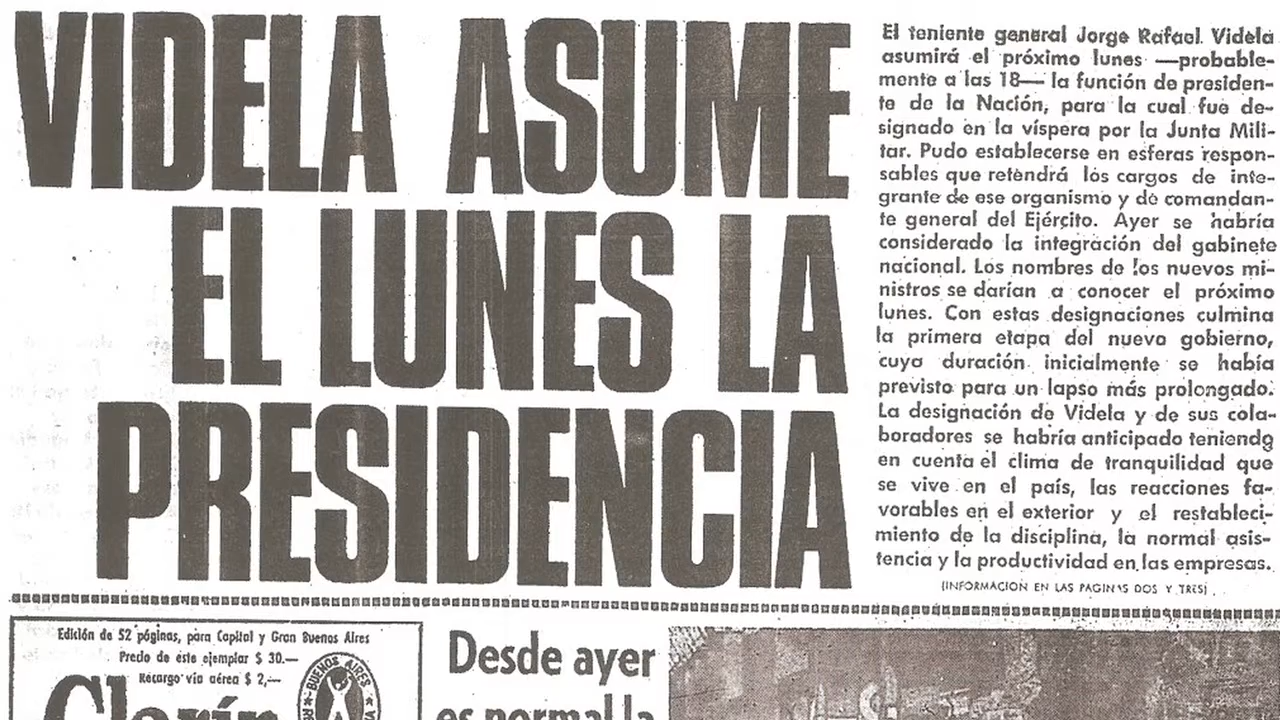 VIDELA ASUME
EL LUNES LA
PRESIDENCIA
El teniente general Jorge Rafael Videla
asumirá el próximo lunes —probable-
mente a las 18— la función de presiden-
te de la Nación, para la cual fue de-
signado en la víspera por la Junta Mili-
tar. Pudo establecerse en esferas respon-
sables que retendrá los cargos de inte-
grante de ese organismo y de comandan-
te general del Ejército. Ayer se habría
considerado la integración del gabinete
nacional. Los nombres de los nuevos mi-
nistros se darían a conocer el próximo
lunes. Con estas designaciones culmina
la primera etapa del nuevo gobierno,
cuya duración inicialmente se había
previsto para un lapso más prolongado.
La designación de Videla y de sus cola-
boradores se habría anticipado teniendo
en cuenta el clima de tranquilidad que
se vive en el país, las reacciones fa-
vorables en el exterior y el restableci-
miento de la disciplina, la normal asis-
tencia y la productividad en las empresas.
(INFORMACION EN LAS PAGINAS DOS Y TRES)
Edición de 52 páginas, para Capital y Gran Buenos Aires
Precio de este ejemplar $ 30.—
Recargo vía aérea $ 2,—
Clarín
BUENOS AIRES
Desde ayer
es normal la